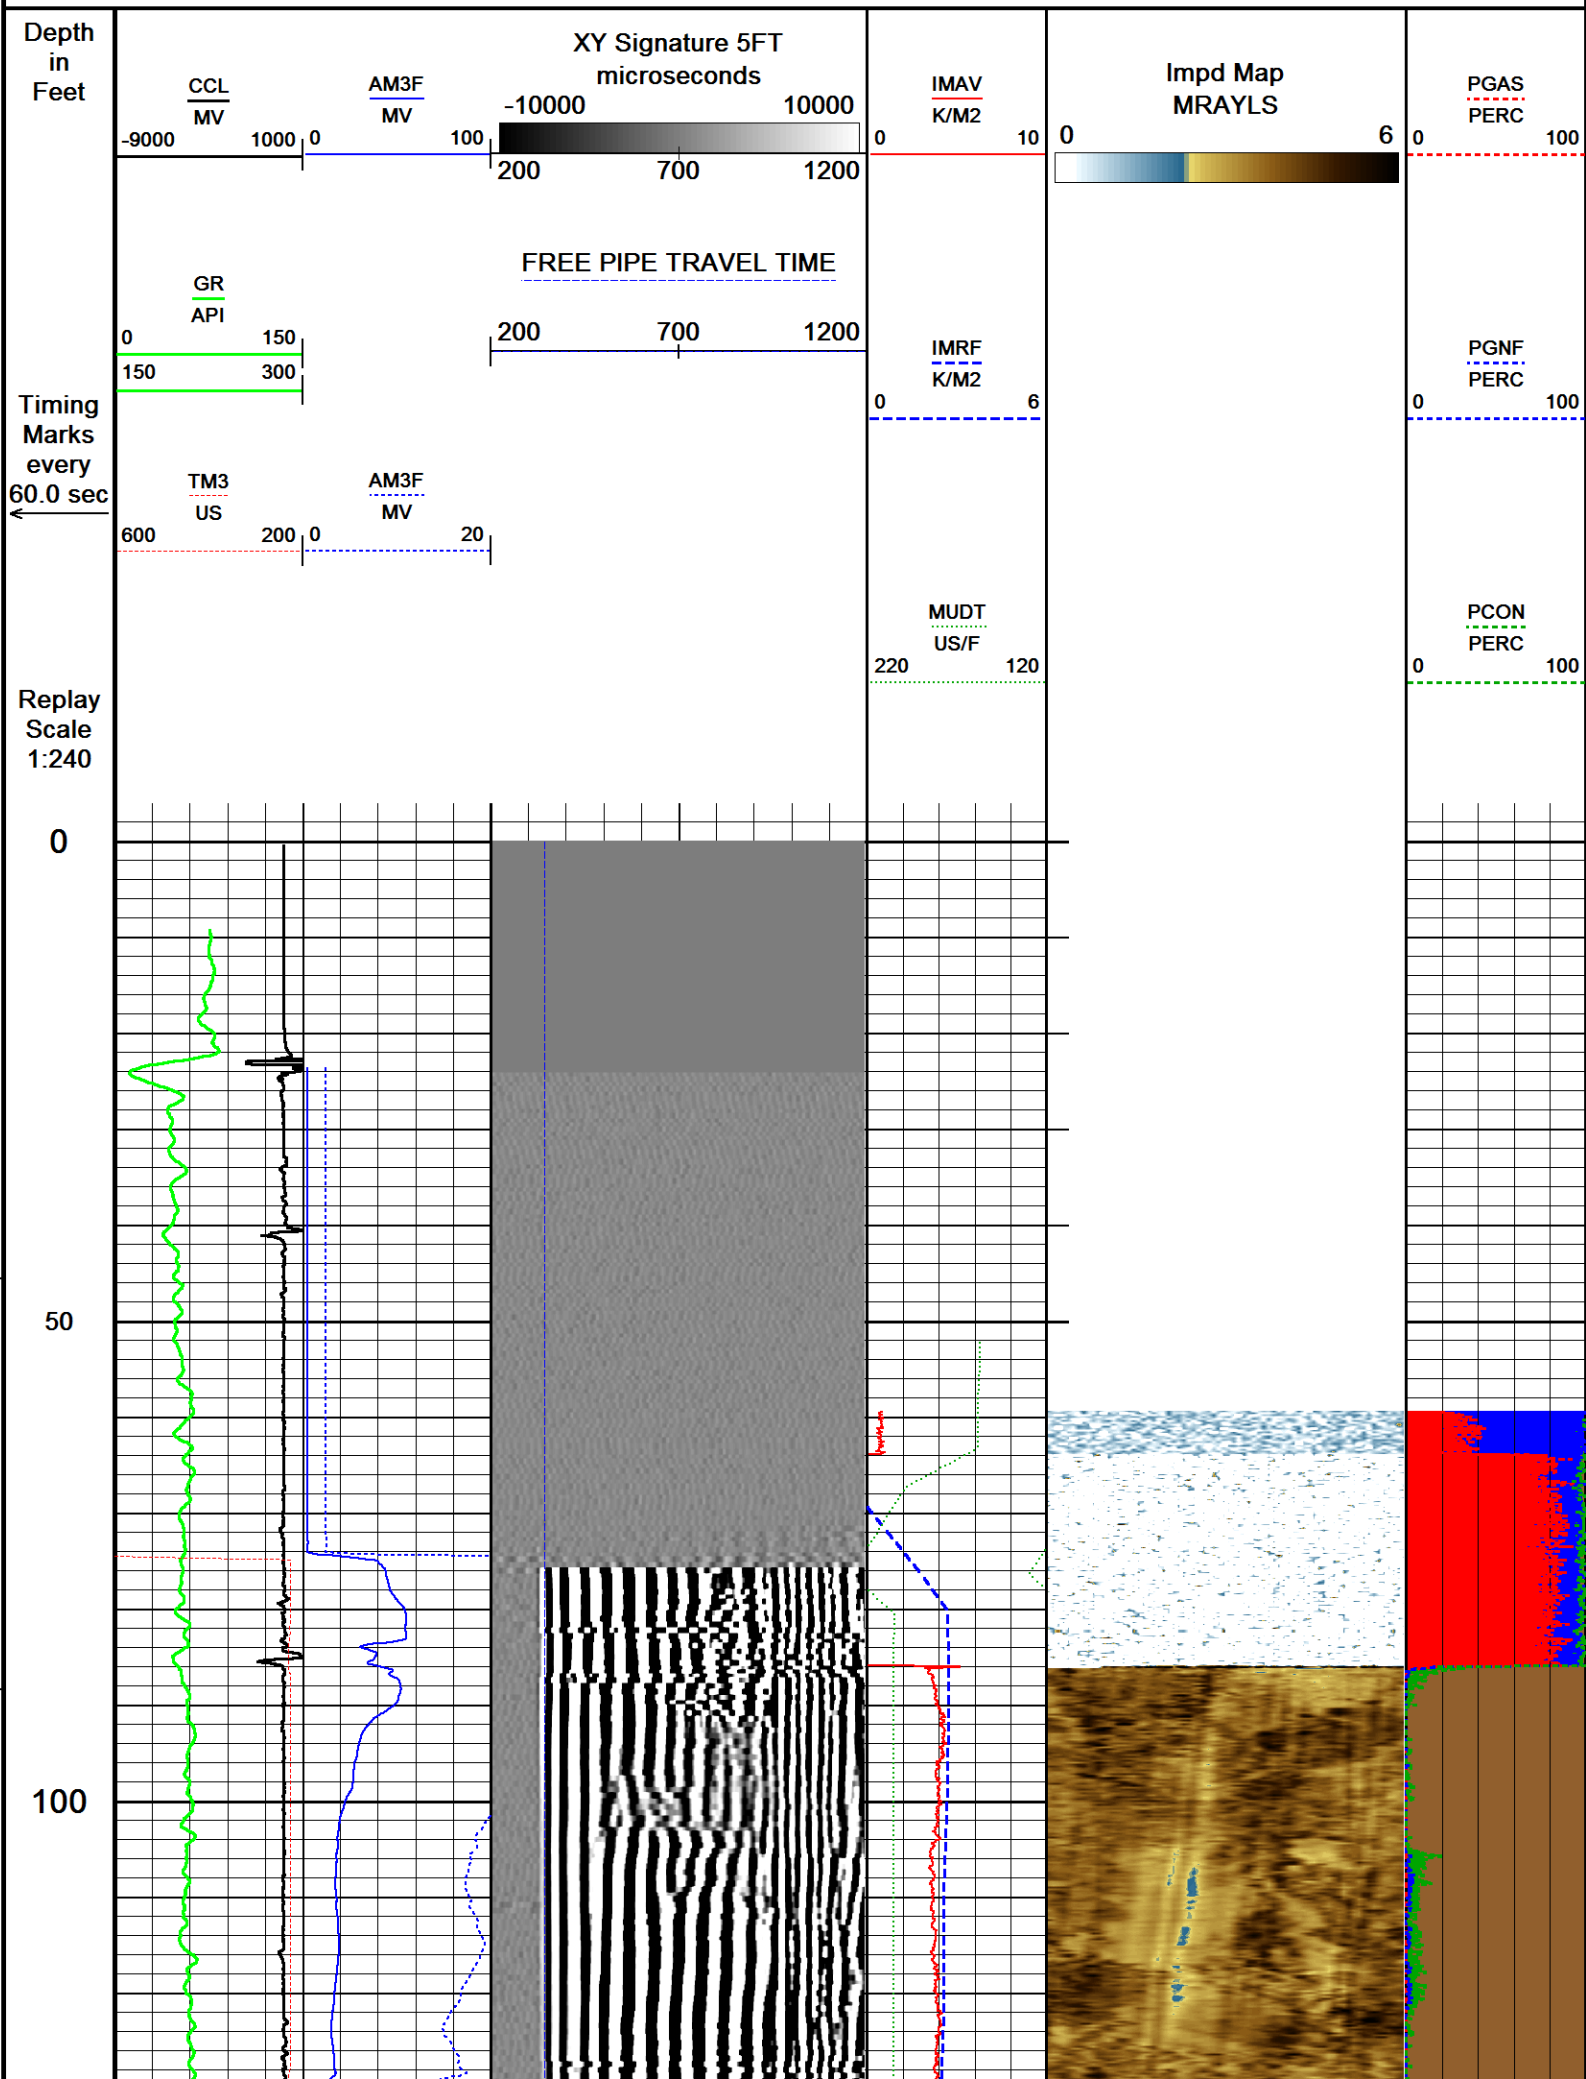 Depth
in
Feet
CCL
MV
-9000 1000
AM3F
MV
0 100
XY Signature 5FT
microseconds
-10000 10000
200 700 1200
IMAV
K/M2
0 10
Impd Map
MRAYLS
0 6
PGAS
PERC
0 100
GR
API
0 150
150 300
FREE PIPE TRAVEL TIME
200 700 1200
IMRF
K/M2
0 6
PGNF
PERC
0 100
Timing
Marks
every
60.0 sec
TM3
US
600 200
AM3F
MV
0 20
MUDT
US/F
220 120
PCON
PERC
0 100
Replay
Scale
1:240
0
50
100